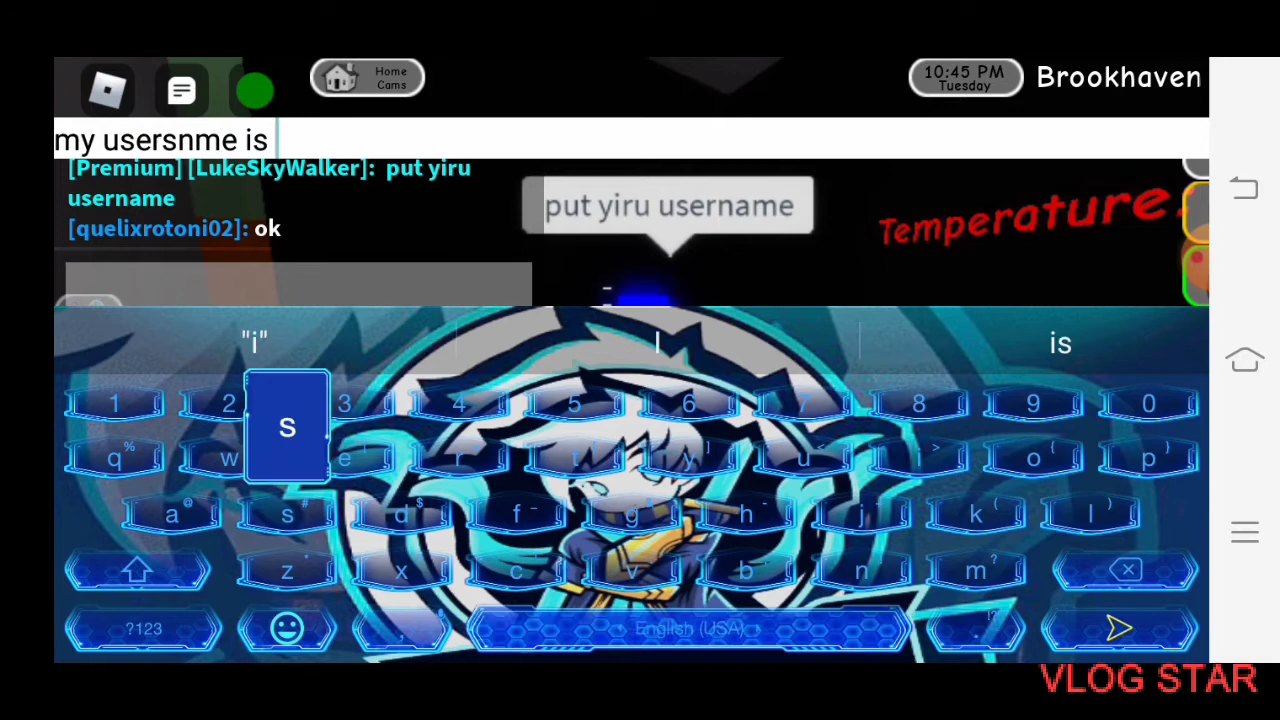 Home
Cams
10:45 PM
Tuesday
Brookhaven
my usersnme is
[Premium] [LukeSkyWalker]: put yiru
username
[quelixrotoni02]: ok
put yiru username
Temperature
"i" I is
1 2 3 4 5 6 7 8 9 0
q% w e r t y] u< > o{ p}
s
a@ s# d$ f- g& h- j+ k( l)
z x c v b n m?
?123 , English (USA) . !?
VLOG STAR